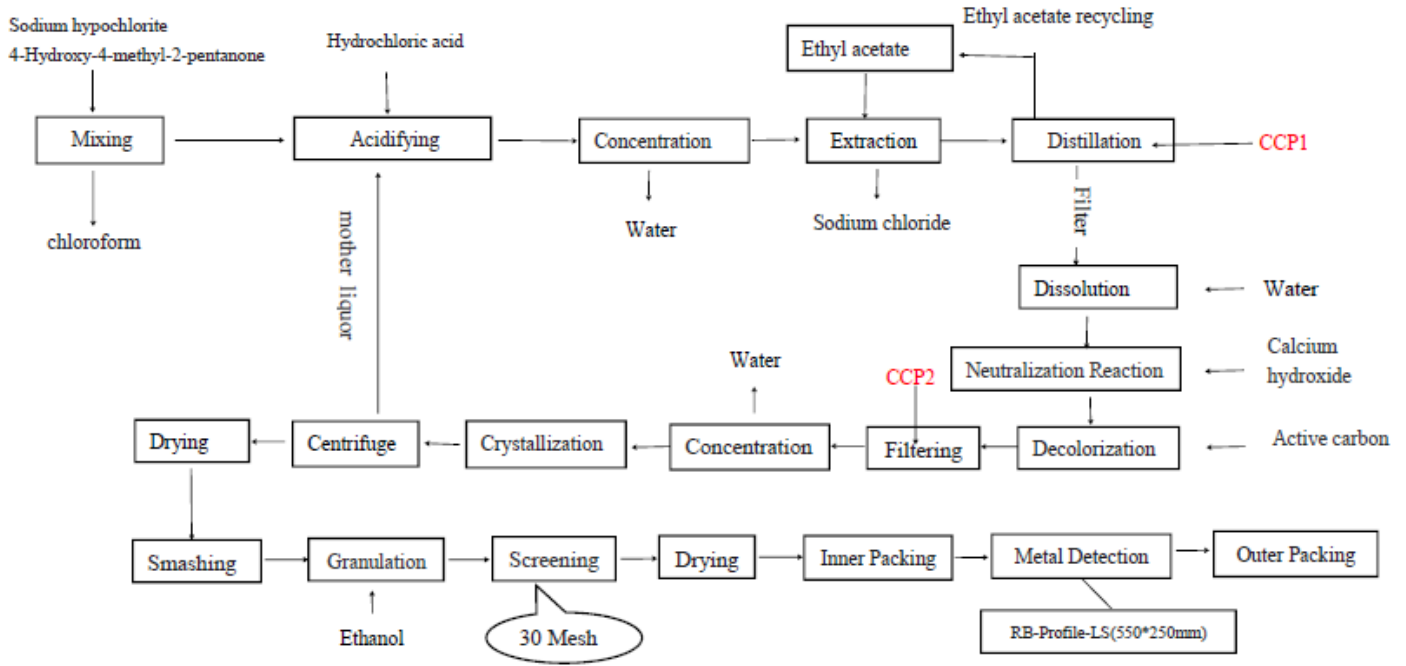 Sodium hypochlorite
4-Hydroxy-4-methyl-2-pentanone
Hydrochloric acid
Ethyl acetate
Ethyl acetate recycling
Mixing
Acidifying
Concentration
Extraction
Distillation
CCP1
chloroform
mother liquor
Water
Sodium chloride
Filter
Dissolution
Water
Neutralization Reaction
Calcium
hydroxide
Water
CCP2
Drying
Centrifuge
Crystallization
Concentration
Filtering
Decolorization
Active carbon
Smashing
Granulation
Screening
Drying
Inner Packing
Metal Detection
Outer Packing
Ethanol
30 Mesh
RB-Profile-LS(550*250mm)